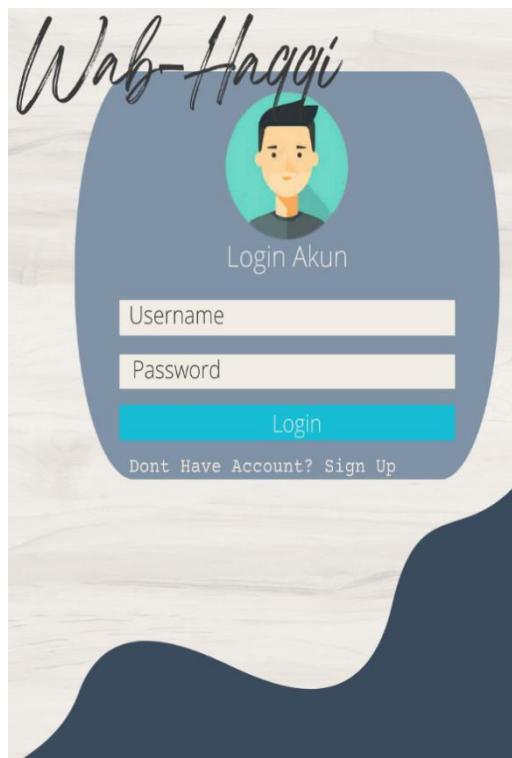 Wab-Haqqi
Login Akun
Username
Password
Login
Dont Have Account? Sign Up